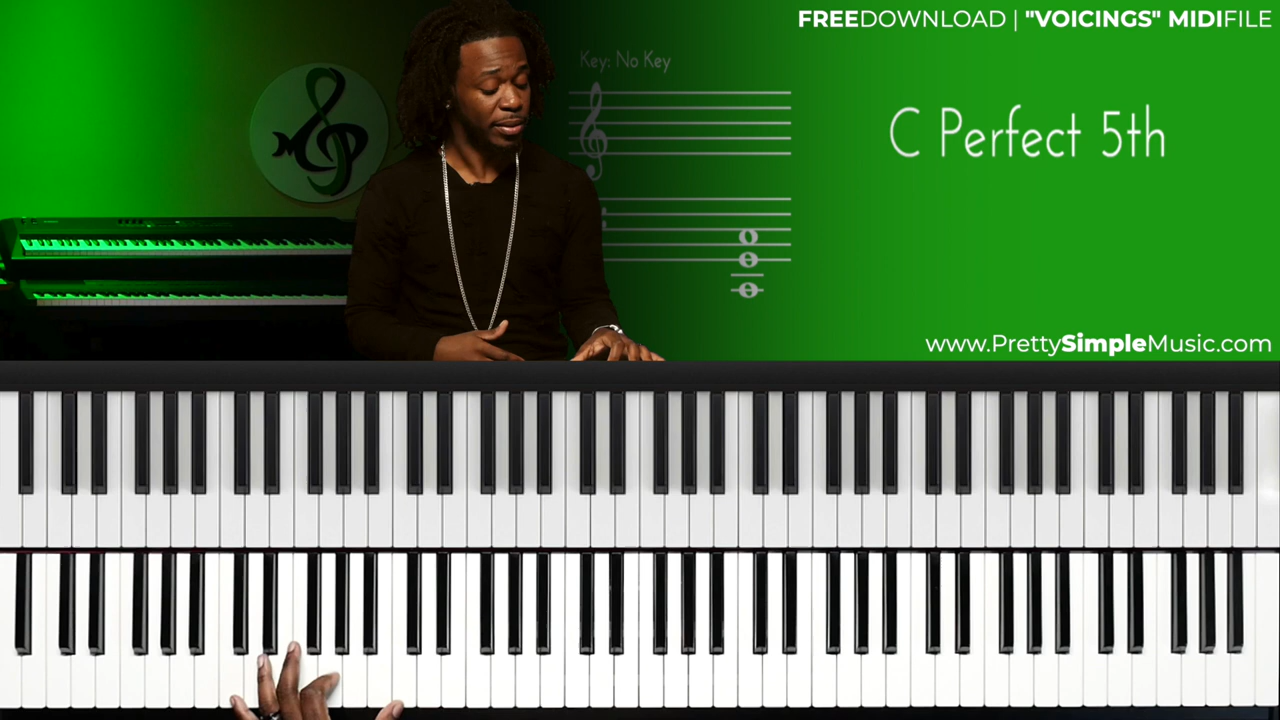 FREEDOWNLOAD | "VOICINGS" MIDIFILE
Key: No Key
C Perfect 5th
www.PrettySimpleMusic.com